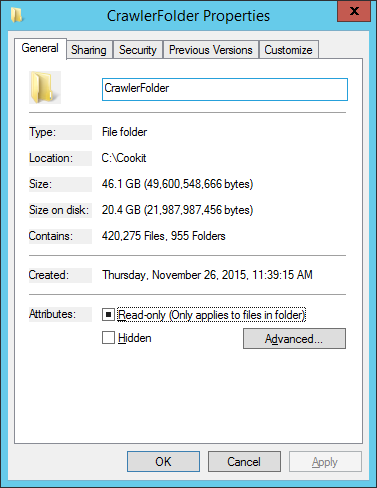 CrawlerFolder Properties
X
General Sharing Security Previous Versions Customize
CrawlerFolder
Type: File folder
Location: C:\Cookit
Size: 46.1 GB (49,600,548,666 bytes)
Size on disk: 20.4 GB (21,987,987,456 bytes)
Contains: 420,275 Files, 955 Folders
Created: Thursday, November 26, 2015, 11:39:15 AM
Attributes: Read-only (Only applies to files in folder)
Hidden Advanced...
OK Cancel Apply